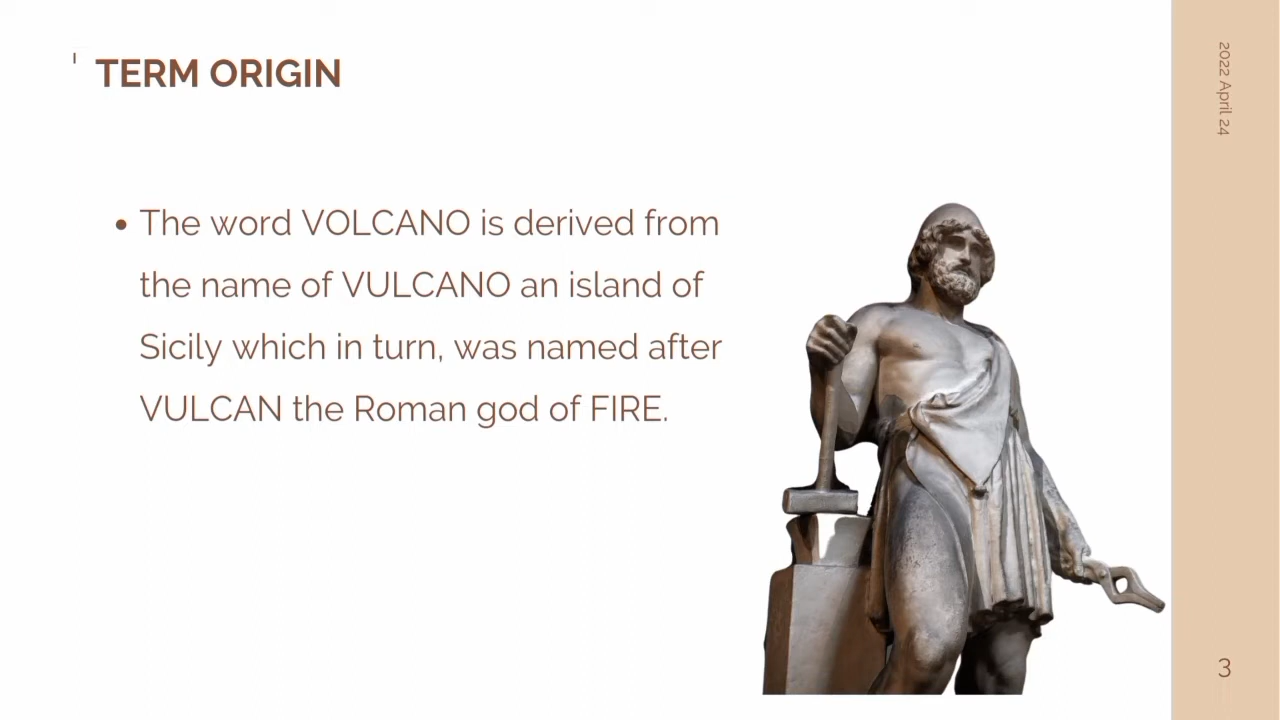 TERM ORIGIN
2022 April 24
• The word VOLCANO is derived from
the name of VULCANO an island of
Sicily which in turn, was named after
VULCAN the Roman god of FIRE.
3